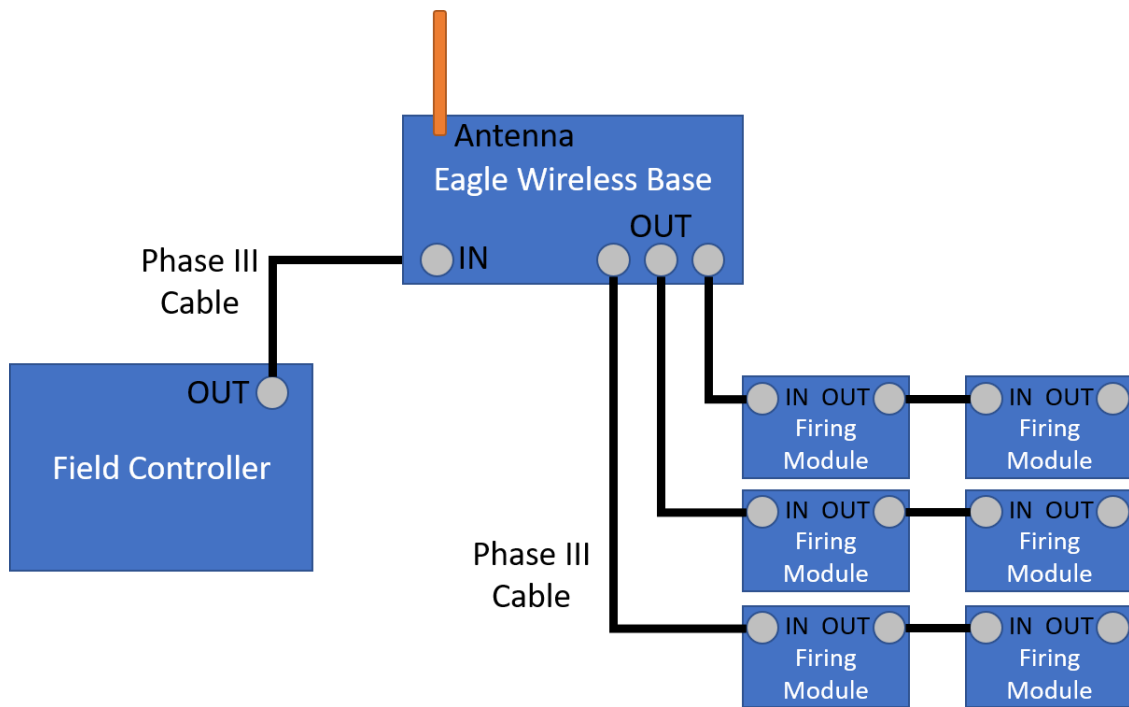 Antenna
Eagle Wireless Base
OUT
IN
Phase III
Cable
OUT
Field Controller
IN OUT
Firing
Module
IN OUT
Firing
Module
IN OUT
Firing
Module
IN OUT
Firing
Module
Phase III
Cable
IN OUT
Firing
Module
IN OUT
Firing
Module